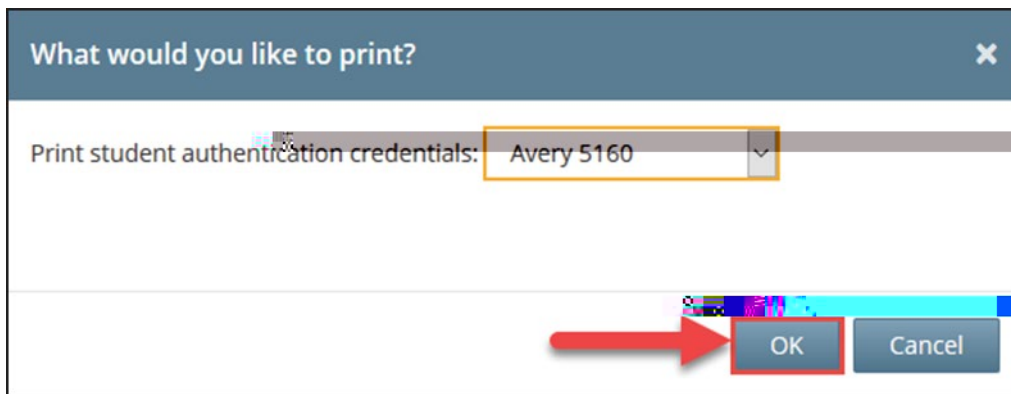 What would you like to print?
Print student authentication credentials: Avery 5160
OK Cancel